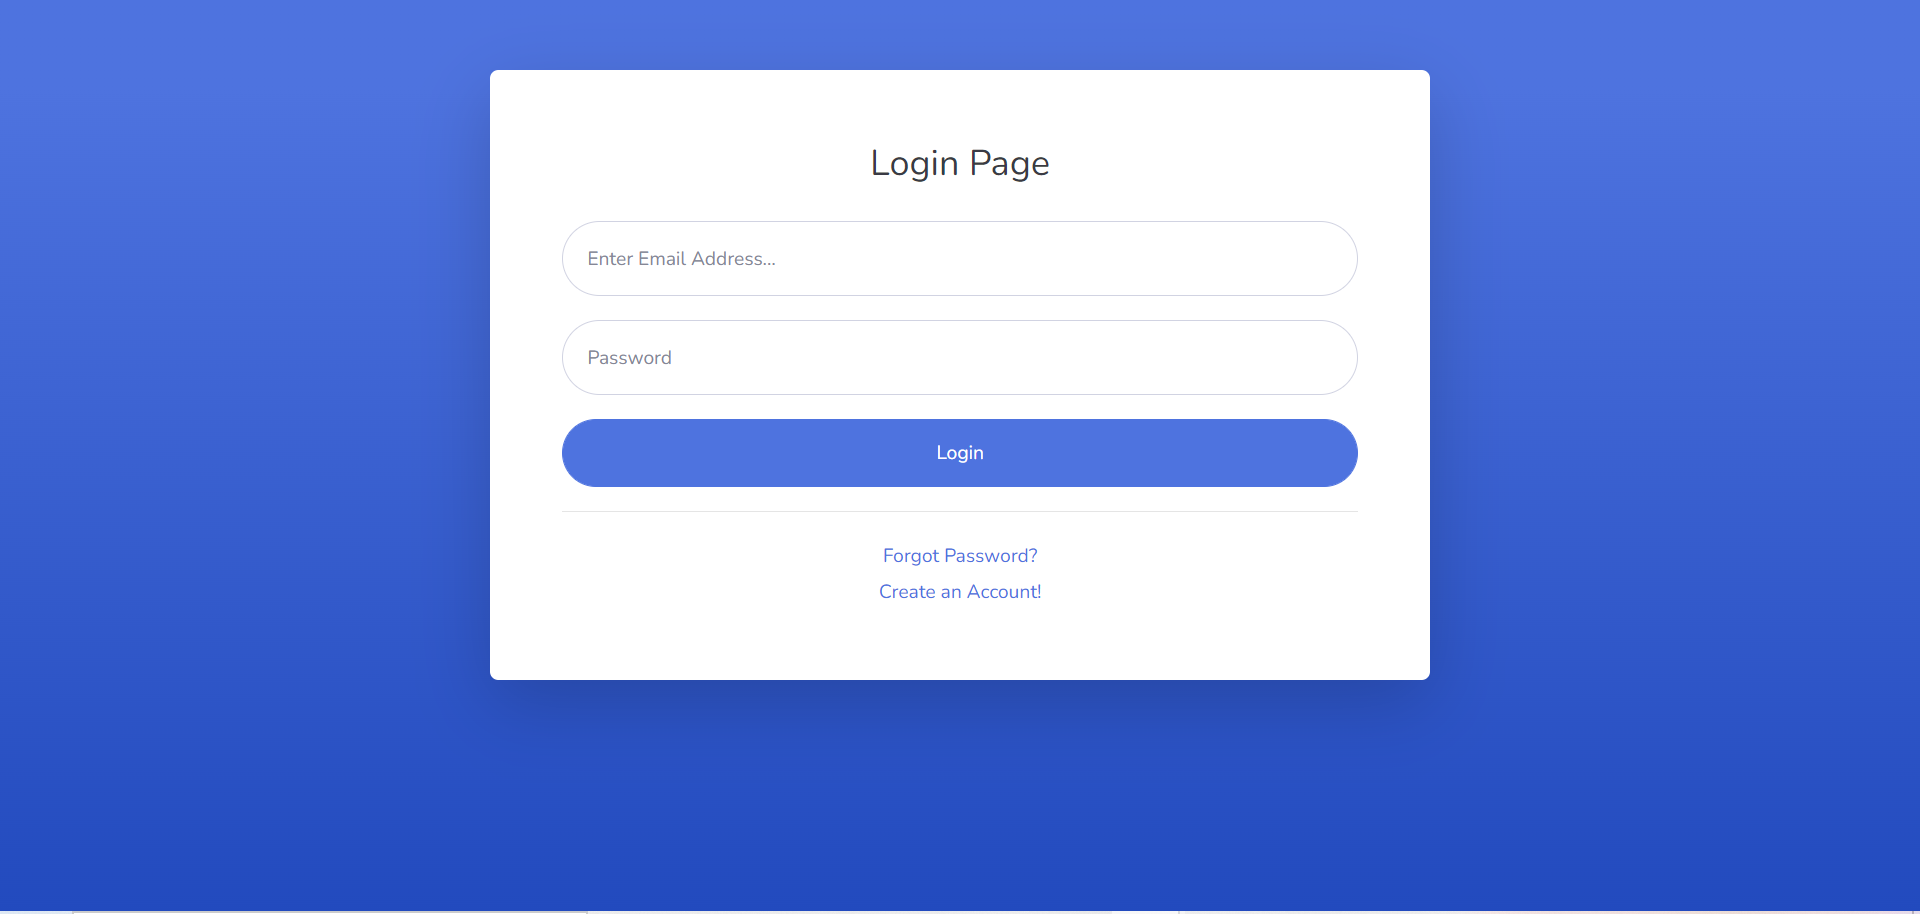 Login Page
Enter Email Address...
Password
Login
Forgot Password?
Create an Account!